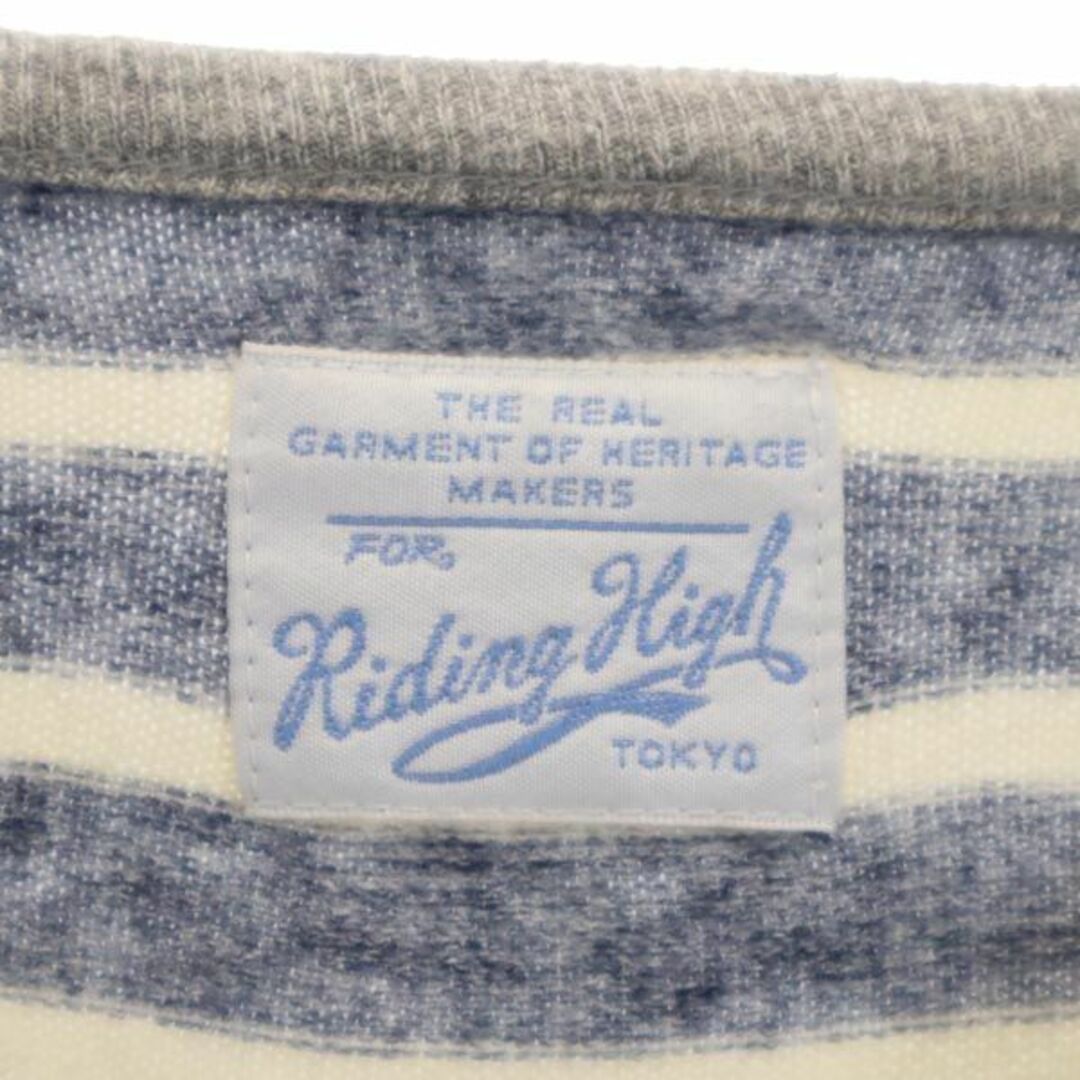 THE REAL
GARMENT OF HERITAGE
MAKERS
FOR,
Riding High
TOKYO